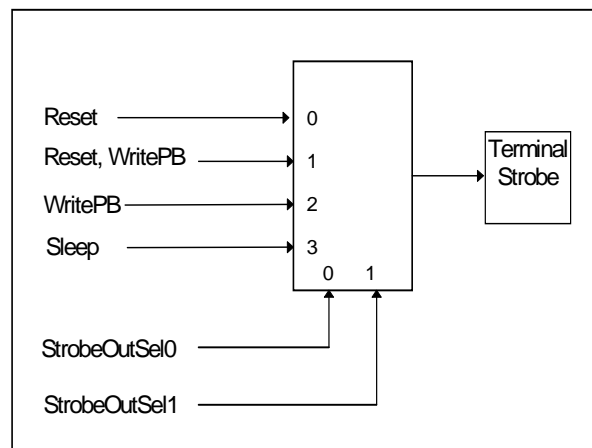 Reset
0
Reset, WritePB
1
Terminal
Strobe
WritePB
2
Sleep
3
0 1
StrobeOutSel0
StrobeOutSel1